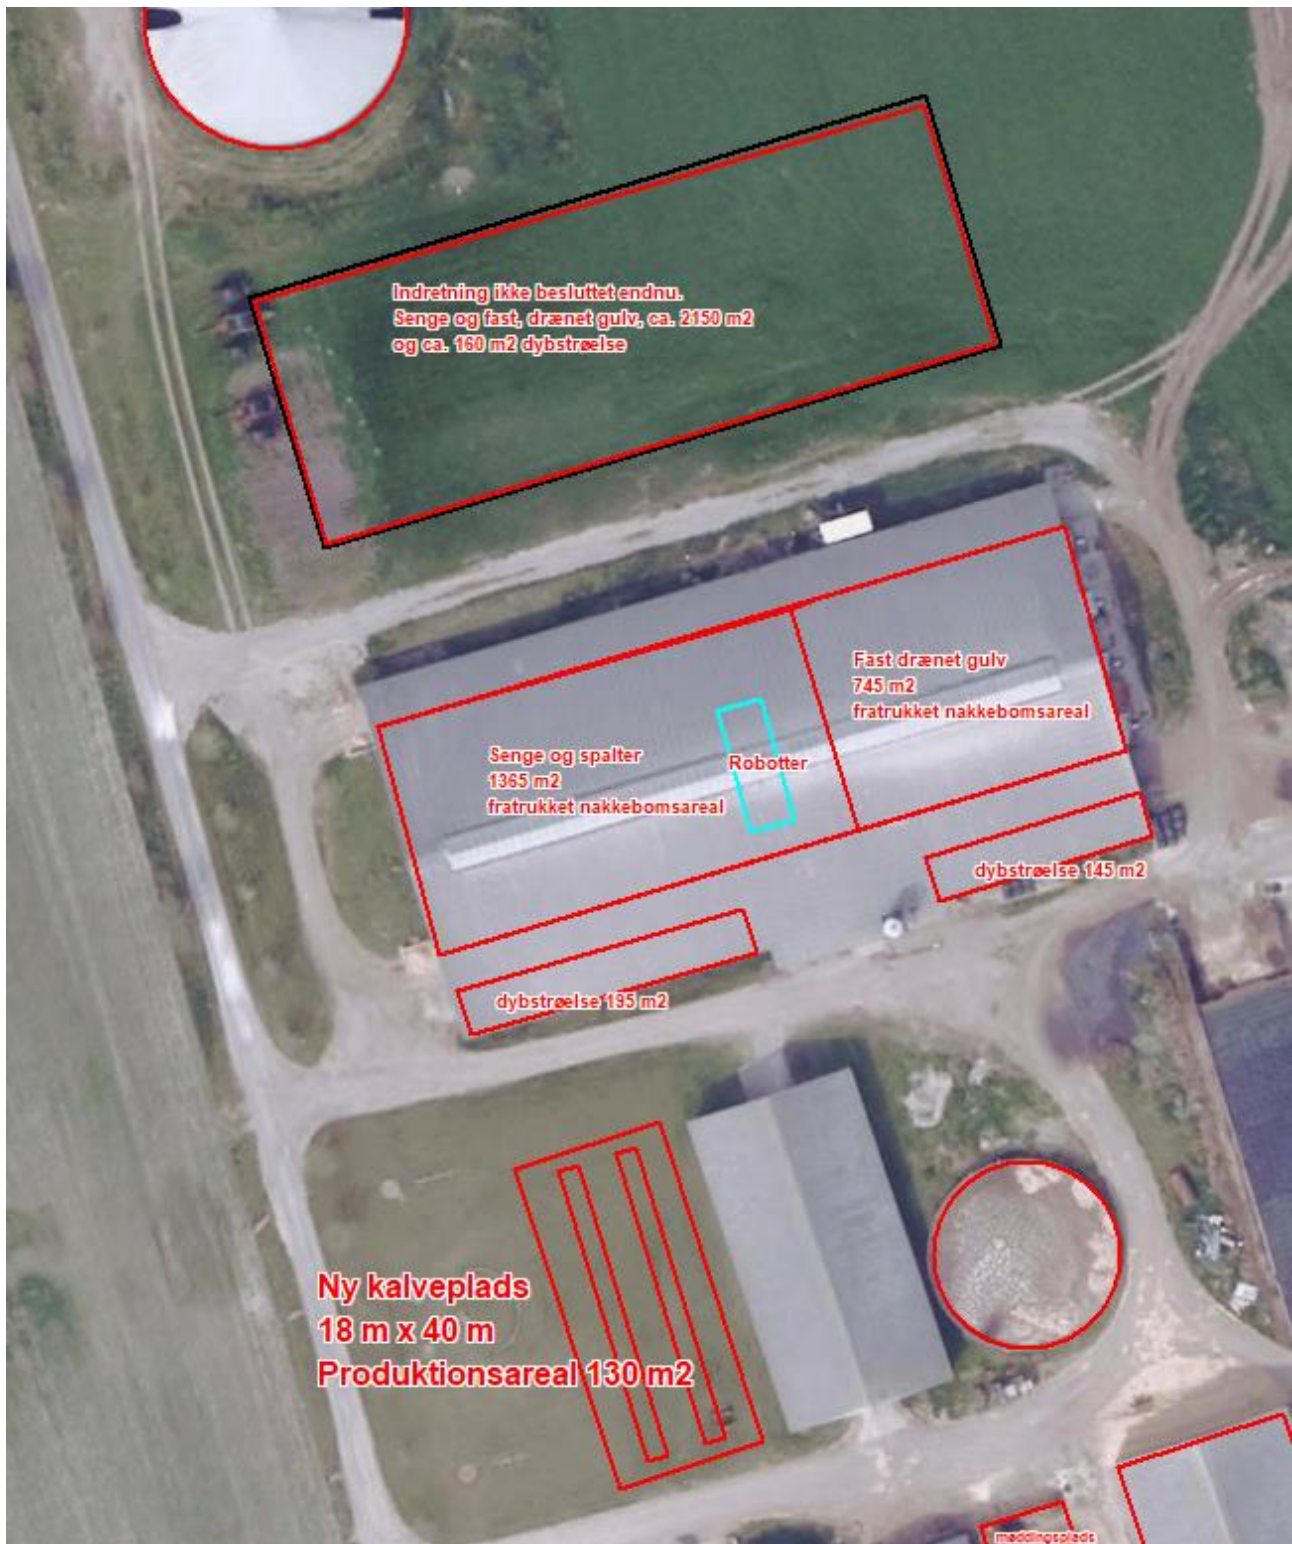 Indretning ikke besluttet endnu.
Senge og fast, drænet gulv, ca. 2150 m2
og ca. 160 m2 dybstrøelse
Fast drænet gulv
745 m2
fratrukket nakkebomsareal
Senge og spalter
1365 m2
fratrukket nakkebomsareal
Robotter
dybstrøelse 145 m2
dybstrøelse 195 m2
Ny kalveplads
18 m x 40 m
Produktionsareal 130 m2
møddingsplads